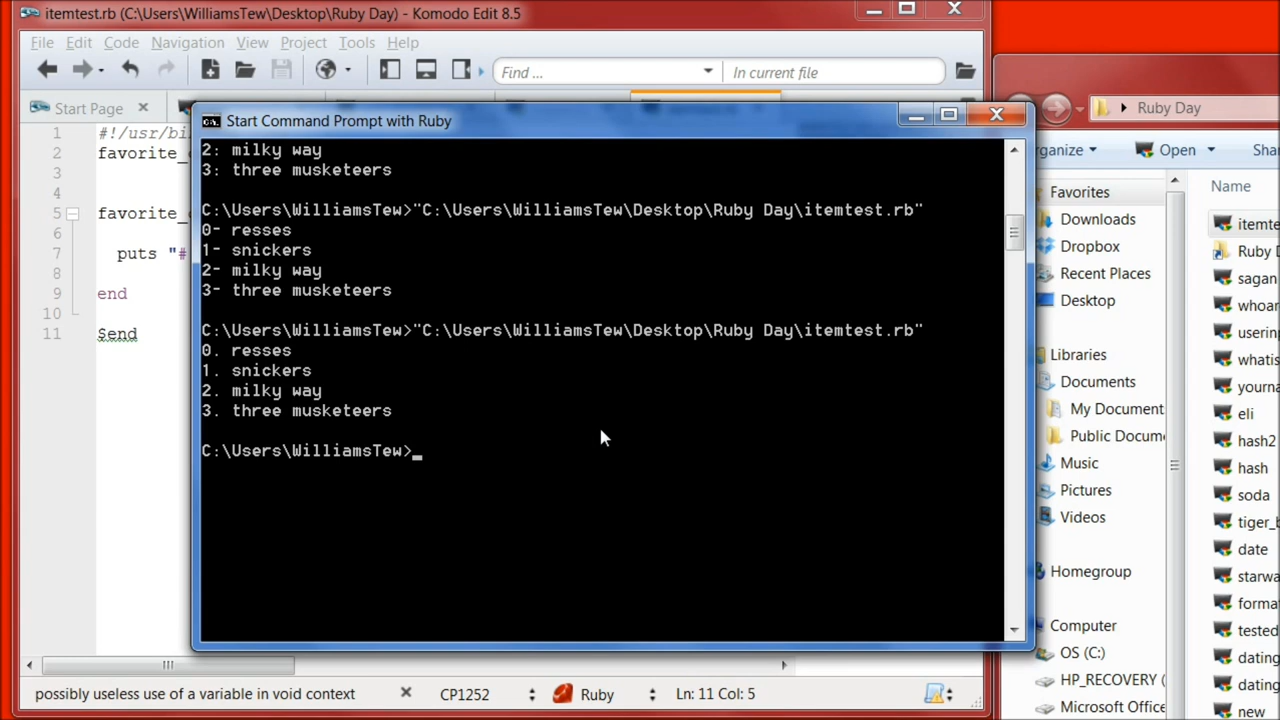 itemtest.rb (C:\Users\WilliamsTew\Desktop\Ruby Day) - Komodo Edit 8.5
File Edit Code Navigation View Project Tools Help
Find ... In current file
Start Page
1 #!/usr/bin
2 favorite_
3
4
5 favorite_
6
7 puts "#
8
9 end
10
11 $end
Start Command Prompt with Ruby
2: milky way
3: three musketeers
C:\Users\WilliamsTew>"C:\Users\WilliamsTew\Desktop\Ruby Day\itemtest.rb"
0- resses
1- snickers
2- milky way
3- three musketeers
C:\Users\WilliamsTew>"C:\Users\WilliamsTew\Desktop\Ruby Day\itemtest.rb"
0. resses
1. snickers
2. milky way
3. three musketeers
C:\Users\WilliamsTew>_
possibly useless use of a variable in void context CP1252 Ruby Ln: 11 Col: 5
Ruby Day
rganize Open Shar
Favorites
Downloads
Dropbox
Recent Places
Desktop
Libraries
Documents
My Document
Public Docum
Music
Pictures
Videos
Homegroup
Computer
OS (C:)
HP_RECOVERY (
Microsoft Office
Name
itemte
Ruby D
sagan
whoan
usering
whatis
yourna
eli
hash2
hash
soda
tiger_b
date
starwa
forma
tested
dating
dating
new